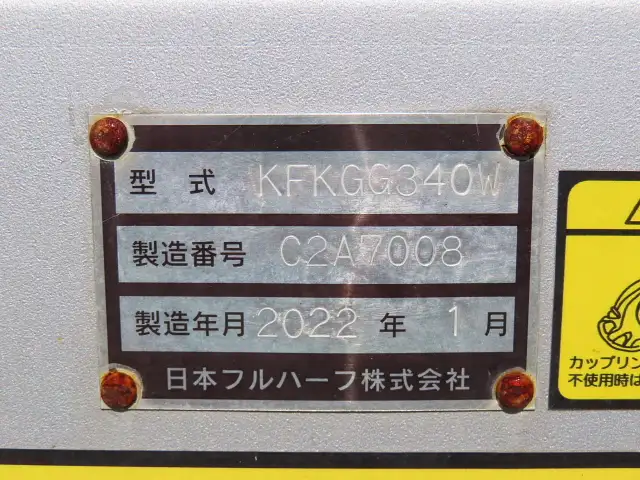 型式 KFKGG340W
製造番号 C2A7008
製造年月 2022 年 1 月
日本フルハーフ株式会社
カップリン
不使用時は